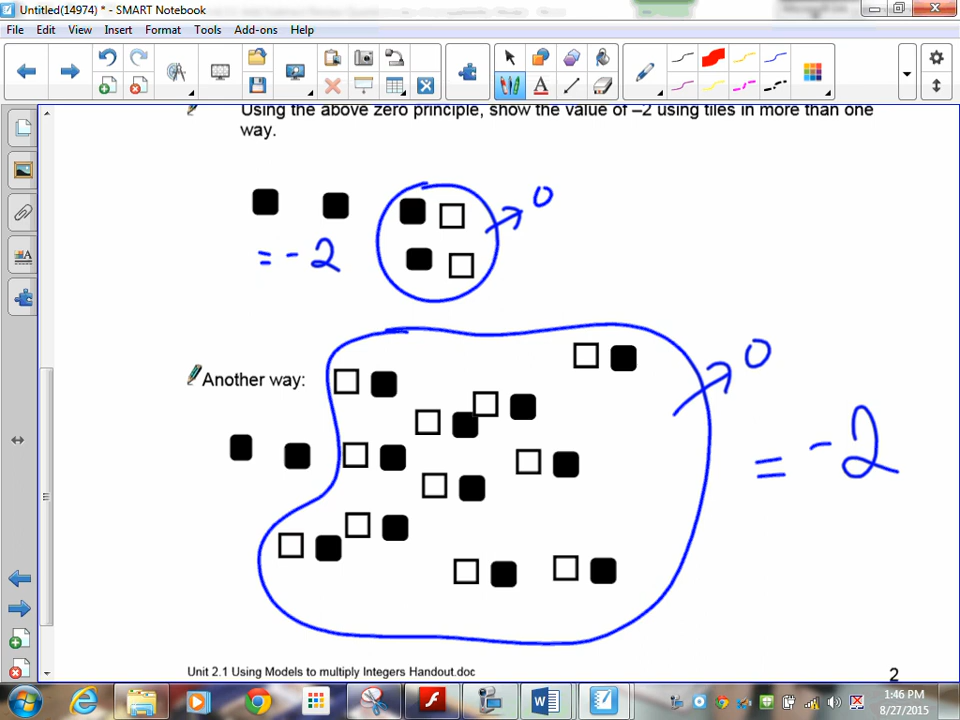 Untitled(14974) * - SMART Notebook
File Edit View Insert Format Tools Add-ons Help
Using the above zero principle, show the value of –2 using tiles in more than one
way.
0
= -2
Another way:
0
= -2
Unit 2.1 Using Models to multiply Integers Handout.doc
2
1:46 PM
8/27/2015